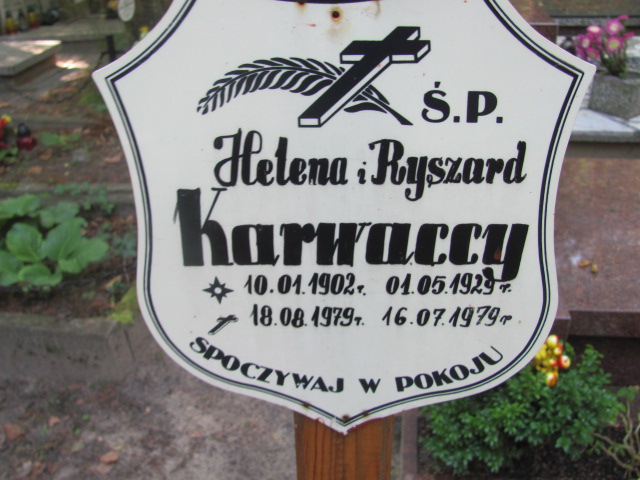 Ś.P.
Helena i Ryszard
Karwaccy
10.01.1902r. 01.05.1929r.
18.08.1979r. 16.07.1979r
SPOCZYWAJ W POKOJU